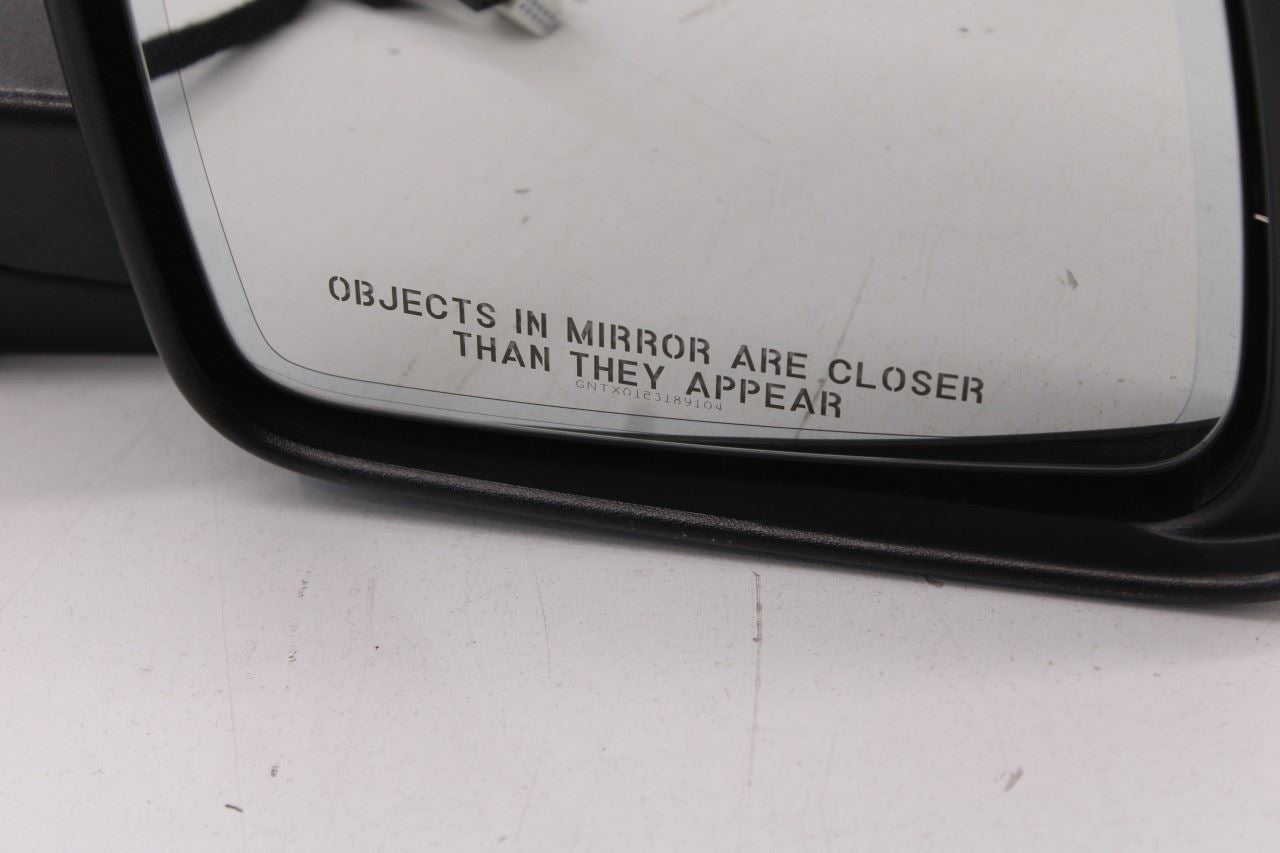 OBJECTS IN MIRROR ARE CLOSER
THAN THEY APPEAR
GNTX0123189104